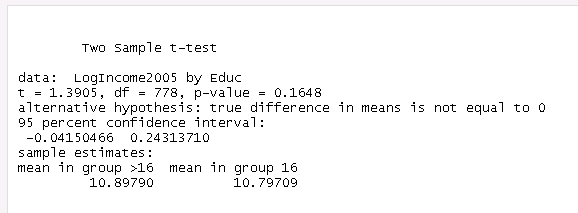 Two Sample t-test
data:  LogIncome2005 by Educ
t = 1.3905, df = 778, p-value = 0.1648
alternative hypothesis: true difference in means is not equal to 0
95 percent confidence interval:
 -0.04150466  0.24313710
sample estimates:
mean in group >16  mean in group 16
         10.89790          10.79709